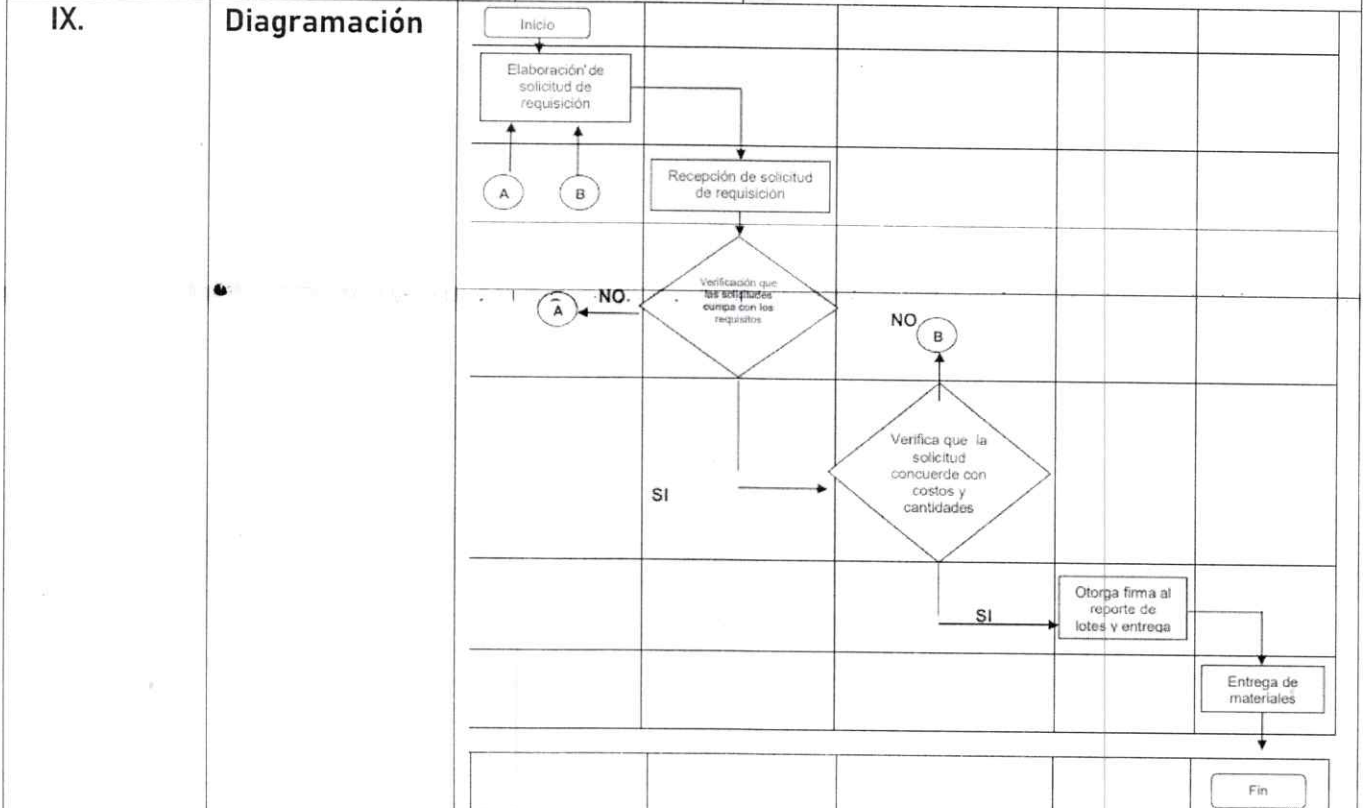 IX.
Diagramación
Inicio
Elaboración de
solicitud de
requisición
A
B
Recepción de solicitud
de requisición
Verificación que
las solicitudes
cumpa con los
requisitos
NO
A
NO
B
Verifica que la
solicitud
concuerde con
costos y
cantidades
SI
SI
Otorga firma al
reporte de
lotes y entrega
Entrega de
materiales
Fin